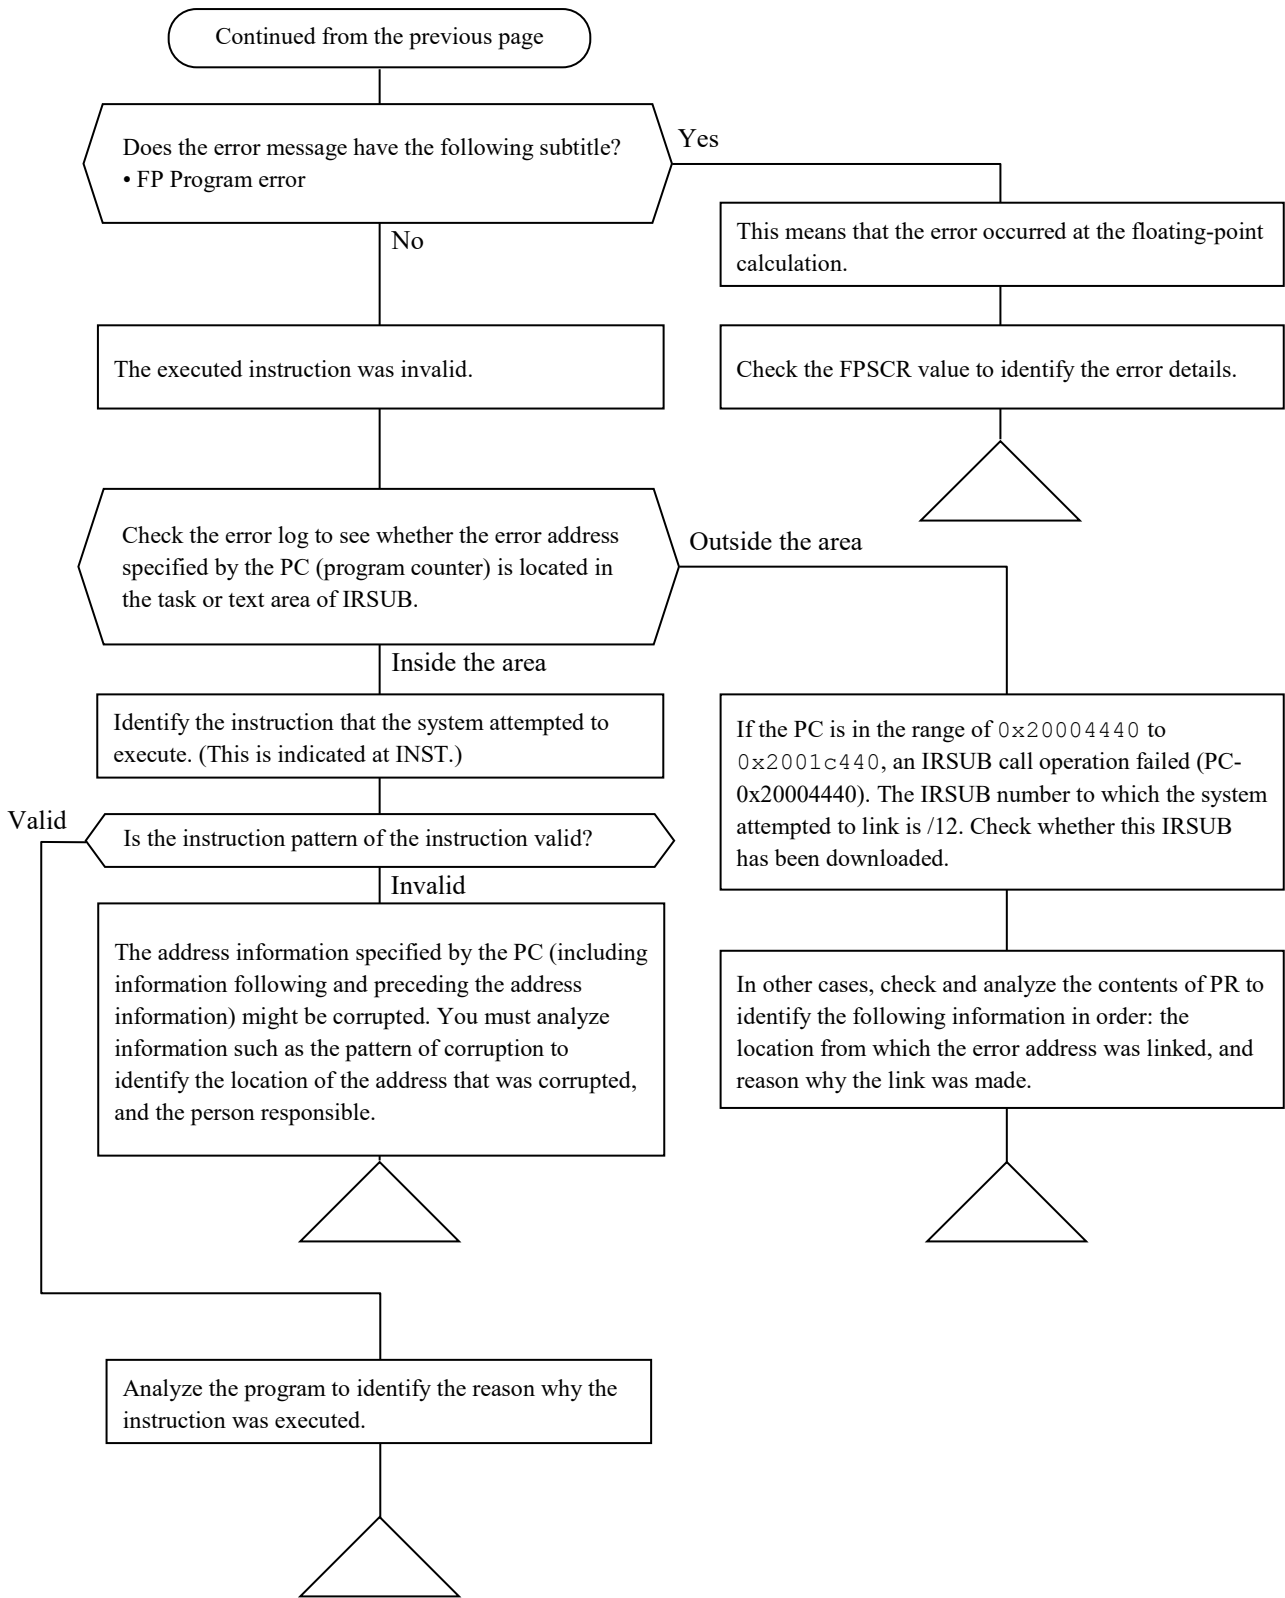 Continued from the previous page
Does the error message have the following subtitle?
• FP Program error
Yes
No
This means that the error occurred at the floating-point
calculation.
The executed instruction was invalid.
Check the FPSCR value to identify the error details.
Check the error log to see whether the error address
specified by the PC (program counter) is located in
the task or text area of IRSUB.
Outside the area
Inside the area
Identify the instruction that the system attempted to
execute. (This is indicated at INST.)
If the PC is in the range of 0x20004440 to
0x2001c440, an IRSUB call operation failed (PC-
0x20004440). The IRSUB number to which the system
attempted to link is /12. Check whether this IRSUB
has been downloaded.
Valid
Is the instruction pattern of the instruction valid?
Invalid
The address information specified by the PC (including
information following and preceding the address
information) might be corrupted. You must analyze
information such as the pattern of corruption to
identify the location of the address that was corrupted,
and the person responsible.
In other cases, check and analyze the contents of PR to
identify the following information in order: the
location from which the error address was linked, and
reason why the link was made.
Analyze the program to identify the reason why the
instruction was executed.